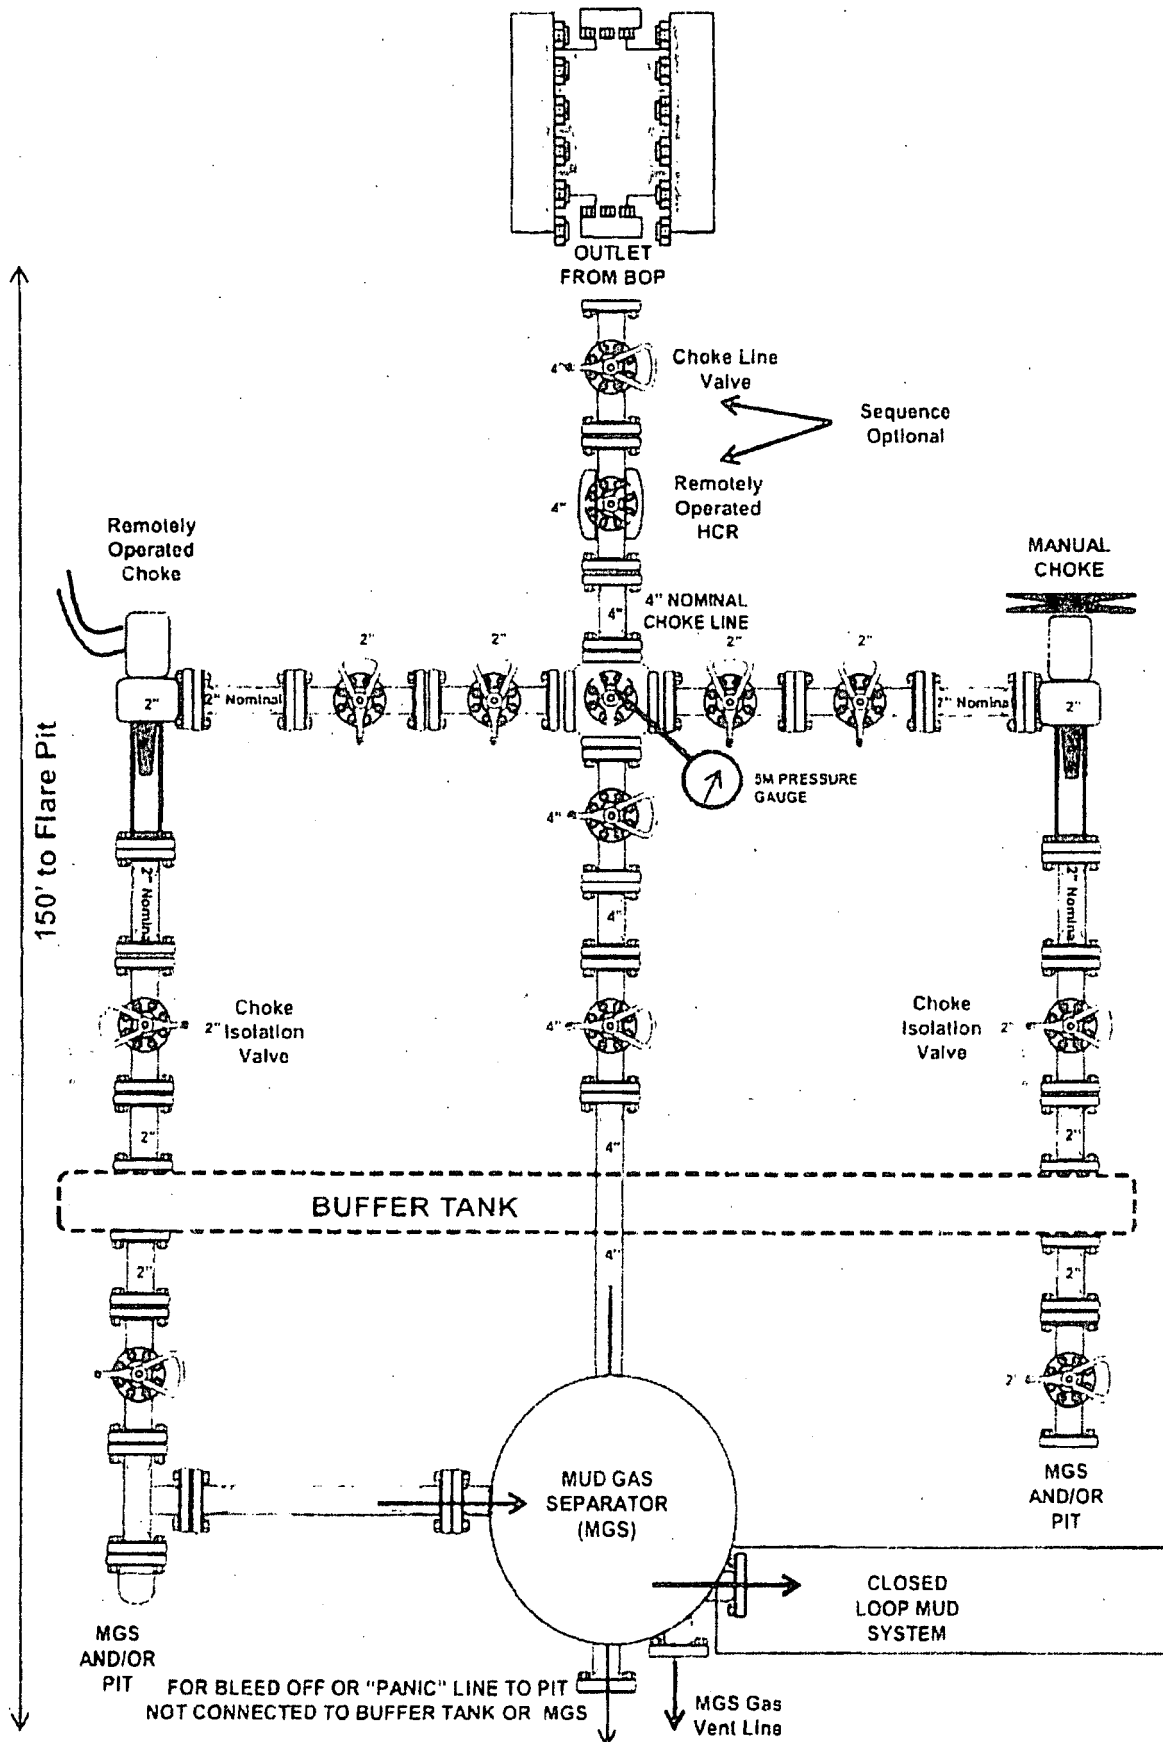 OUTLET
FROM BOP
4"
Choke Line
Valve
Sequence
Optional
4"
Remotely
Operated
HCR
Remotely
Operated
Choke
MANUAL
CHOKE
4"
4" NOMINAL
CHOKE LINE
2"
2"
2"
2"
2"
2" Nominal
2" Nominal
2"
5M PRESSURE
GAUGE
4"
150' to Flare Pit
2" Nominal
4"
2" Nominal
2"
Choke
Isolation
Valve
4"
Choke
Isolation
Valve
2"
2"
4"
2"
BUFFER TANK
2"
4"
2"
2"
MUD GAS
SEPARATOR
(MGS)
MGS
AND/OR
PIT
CLOSED
LOOP MUD
SYSTEM
MGS
AND/OR
PIT
FOR BLEED OFF OR "PANIC" LINE TO PIT
NOT CONNECTED TO BUFFER TANK OR MGS
MGS Gas
Vent Line